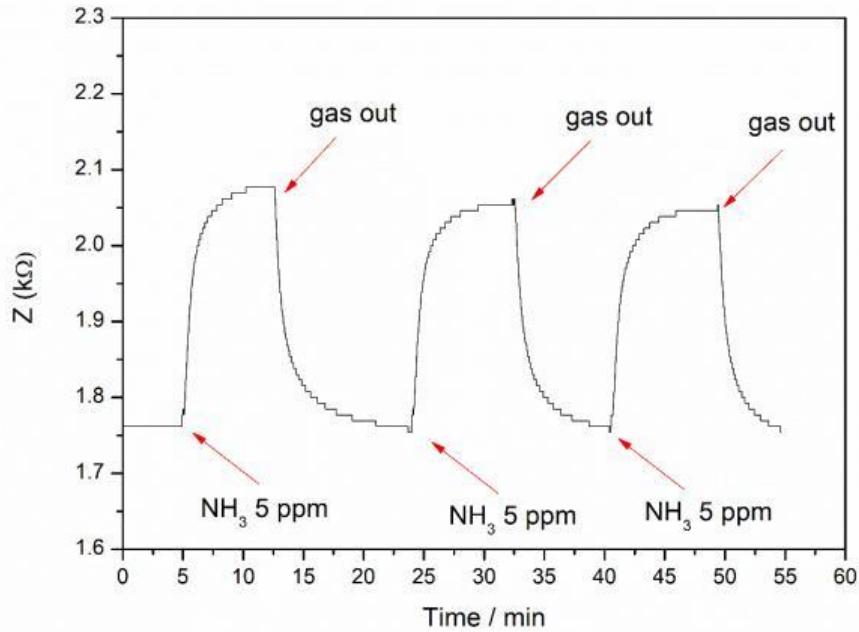 2.3
2.2
2.1
2.0
1.9
1.8
1.7
1.6
Z (kΩ)
gas out
gas out
gas out
NH₃ 5 ppm
NH₃ 5 ppm
NH₃ 5 ppm
0 5 10 15 20 25 30 35 40 45 50 55 60
Time / min